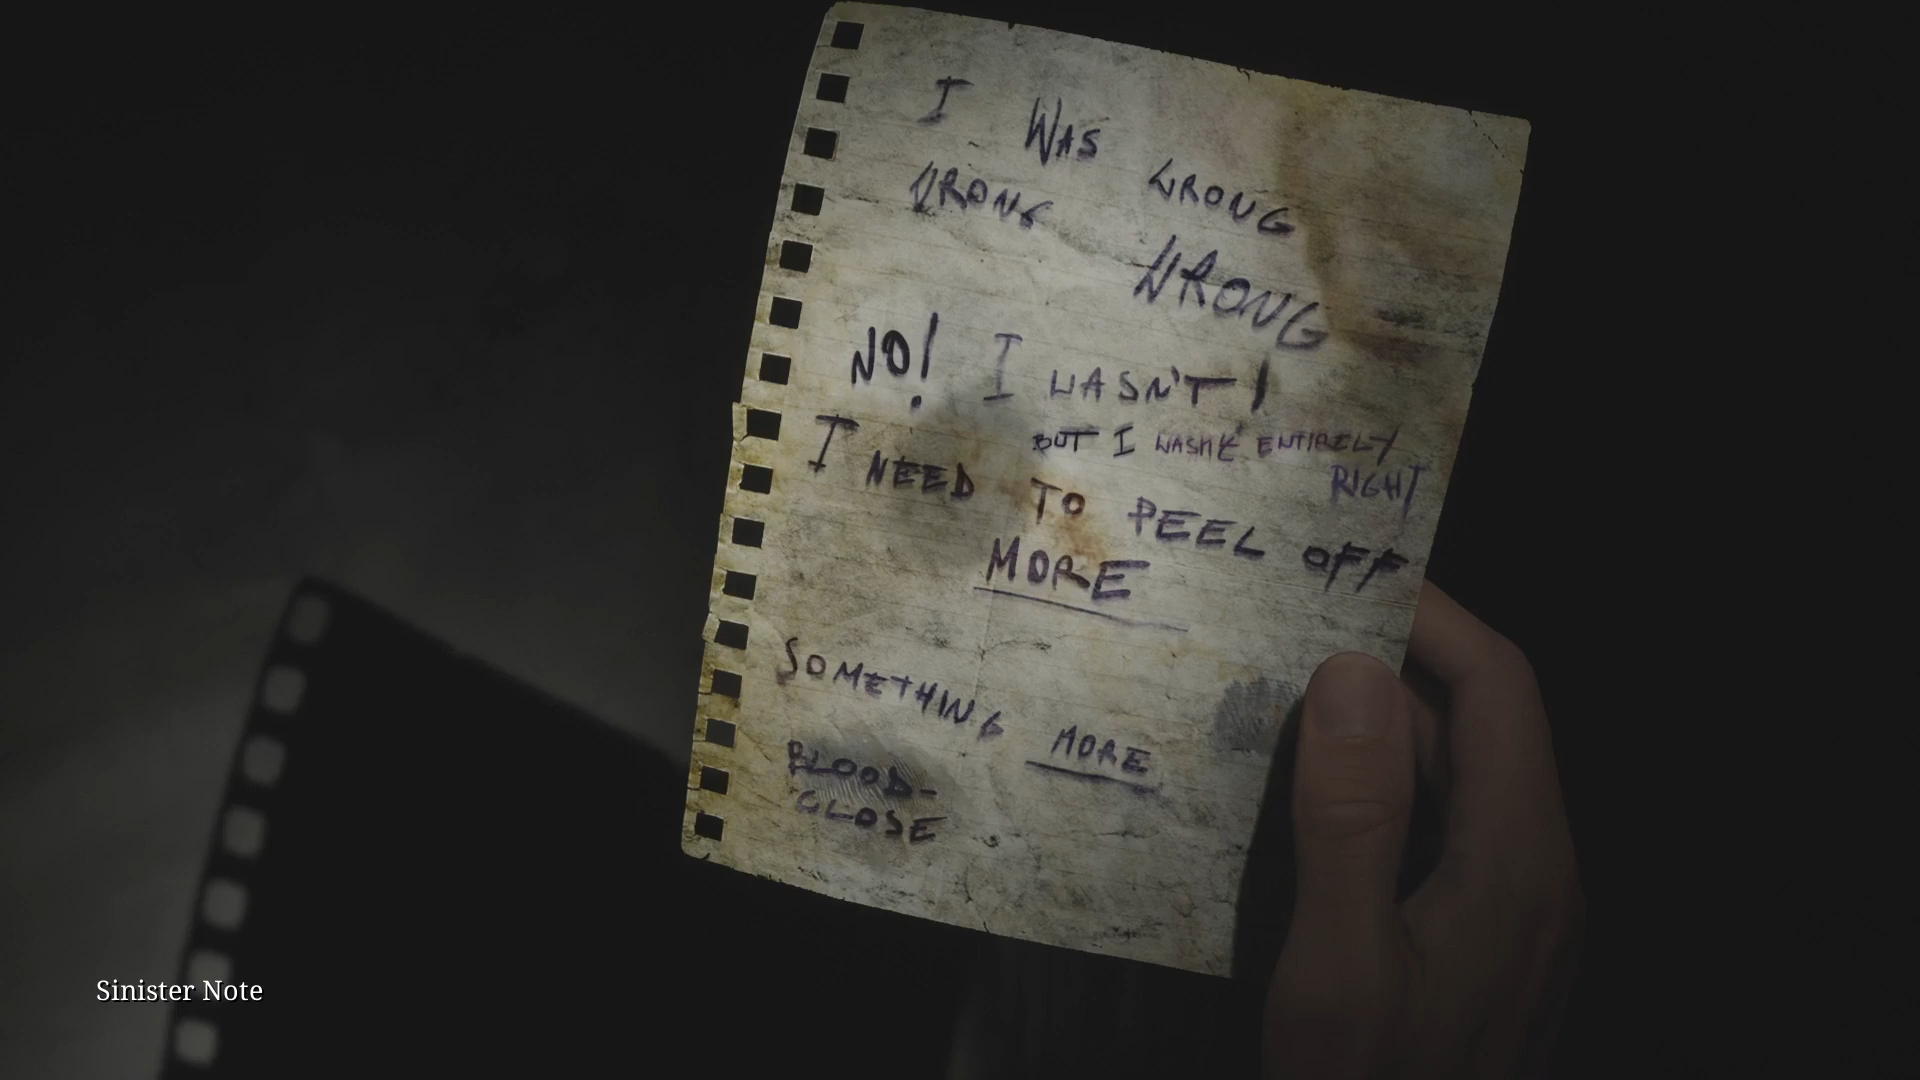 I WAS WRONG
WRONG
WRONG
NO! I WASN'T!
BUT I WASN'T ENTIRELY
RIGHT
I NEED TO PEEL OFF
MORE
SOMETHING MORE
BLOOD-
CLOSE
Sinister Note